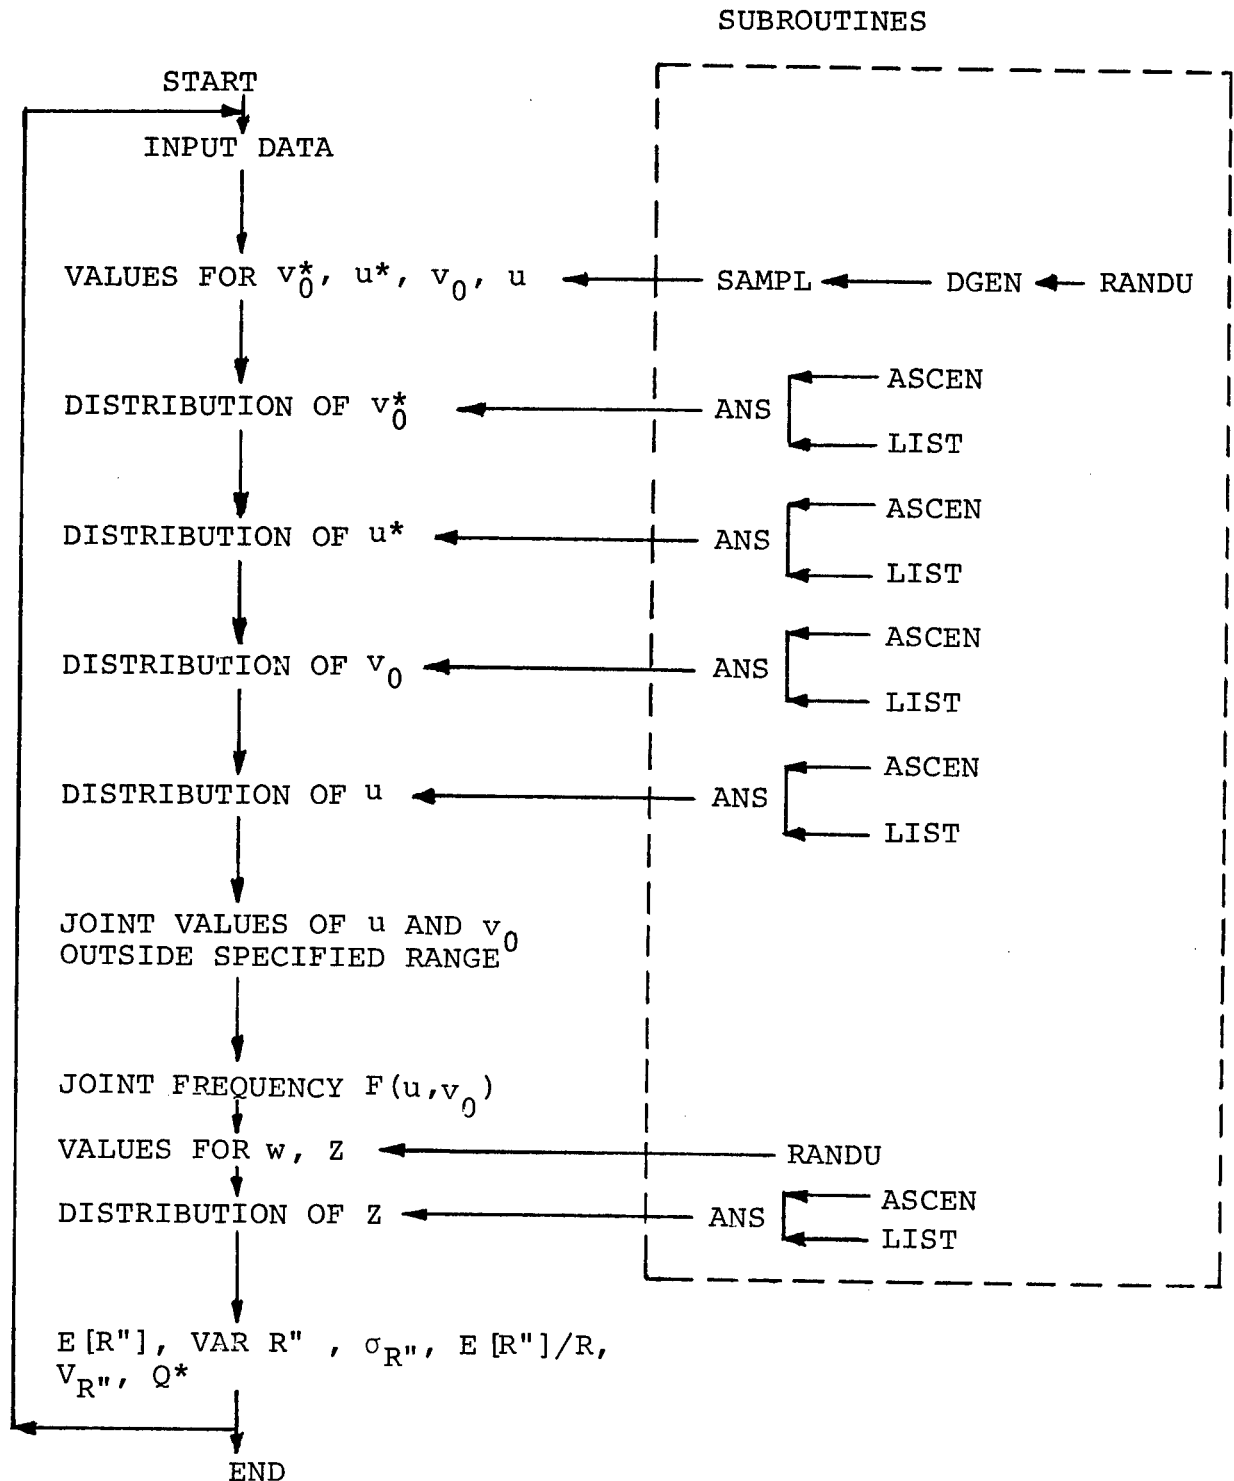 SUBROUTINES
START
INPUT DATA
VALUES FOR v₀*, u*, v₀, u
SAMPL
DGEN
RANDU
DISTRIBUTION OF v₀*
ANS
ASCEN
LIST
DISTRIBUTION OF u*
ANS
ASCEN
LIST
DISTRIBUTION OF v₀
ANS
ASCEN
LIST
DISTRIBUTION OF u
ANS
ASCEN
LIST
JOINT VALUES OF u AND v₀
OUTSIDE SPECIFIED RANGE
JOINT FREQUENCY F(u,v₀)
VALUES FOR w, Z
RANDU
DISTRIBUTION OF Z
ANS
ASCEN
LIST
E[R"], VAR R" , σR", E[R"]/R,
VR", Q*
END